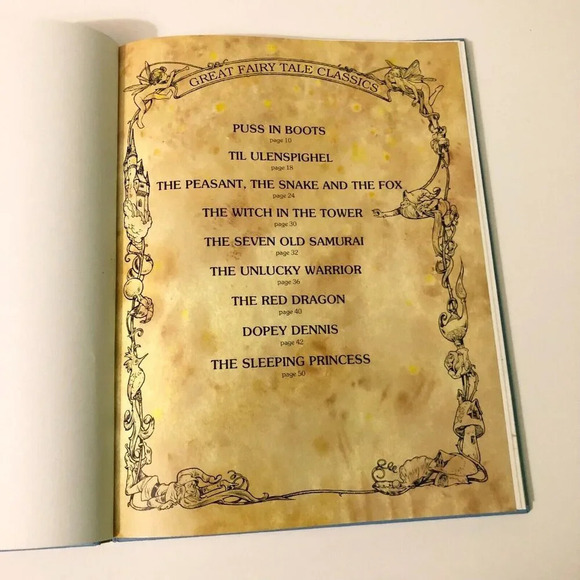 GREAT FAIRY TALE CLASSICS
PUSS IN BOOTS
page 10
TIL ULENSPIGHEL
page 18
THE PEASANT, THE SNAKE AND THE FOX
page 24
THE WITCH IN THE TOWER
page 30
THE SEVEN OLD SAMURAI
page 32
THE UNLUCKY WARRIOR
page 36
THE RED DRAGON
page 40
DOPEY DENNIS
page 42
THE SLEEPING PRINCESS
page 50